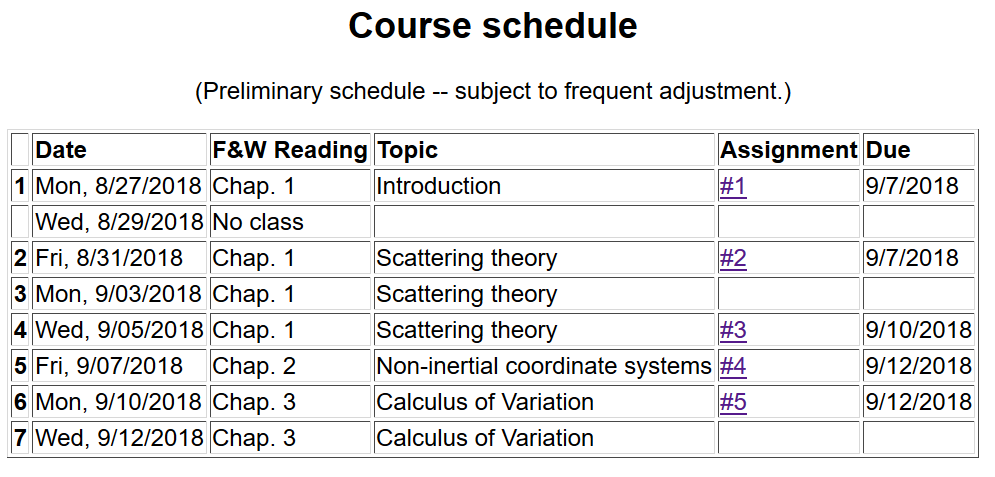 Course schedule
(Preliminary schedule -- subject to frequent adjustment.)
Date F&W Reading Topic Assignment Due
1 Mon, 8/27/2018 Chap. 1 Introduction #1 9/7/2018
Wed, 8/29/2018 No class
2 Fri, 8/31/2018 Chap. 1 Scattering theory #2 9/7/2018
3 Mon, 9/03/2018 Chap. 1 Scattering theory
4 Wed, 9/05/2018 Chap. 1 Scattering theory #3 9/10/2018
5 Fri, 9/07/2018 Chap. 2 Non-inertial coordinate systems #4 9/12/2018
6 Mon, 9/10/2018 Chap. 3 Calculus of Variation #5 9/12/2018
7 Wed, 9/12/2018 Chap. 3 Calculus of Variation